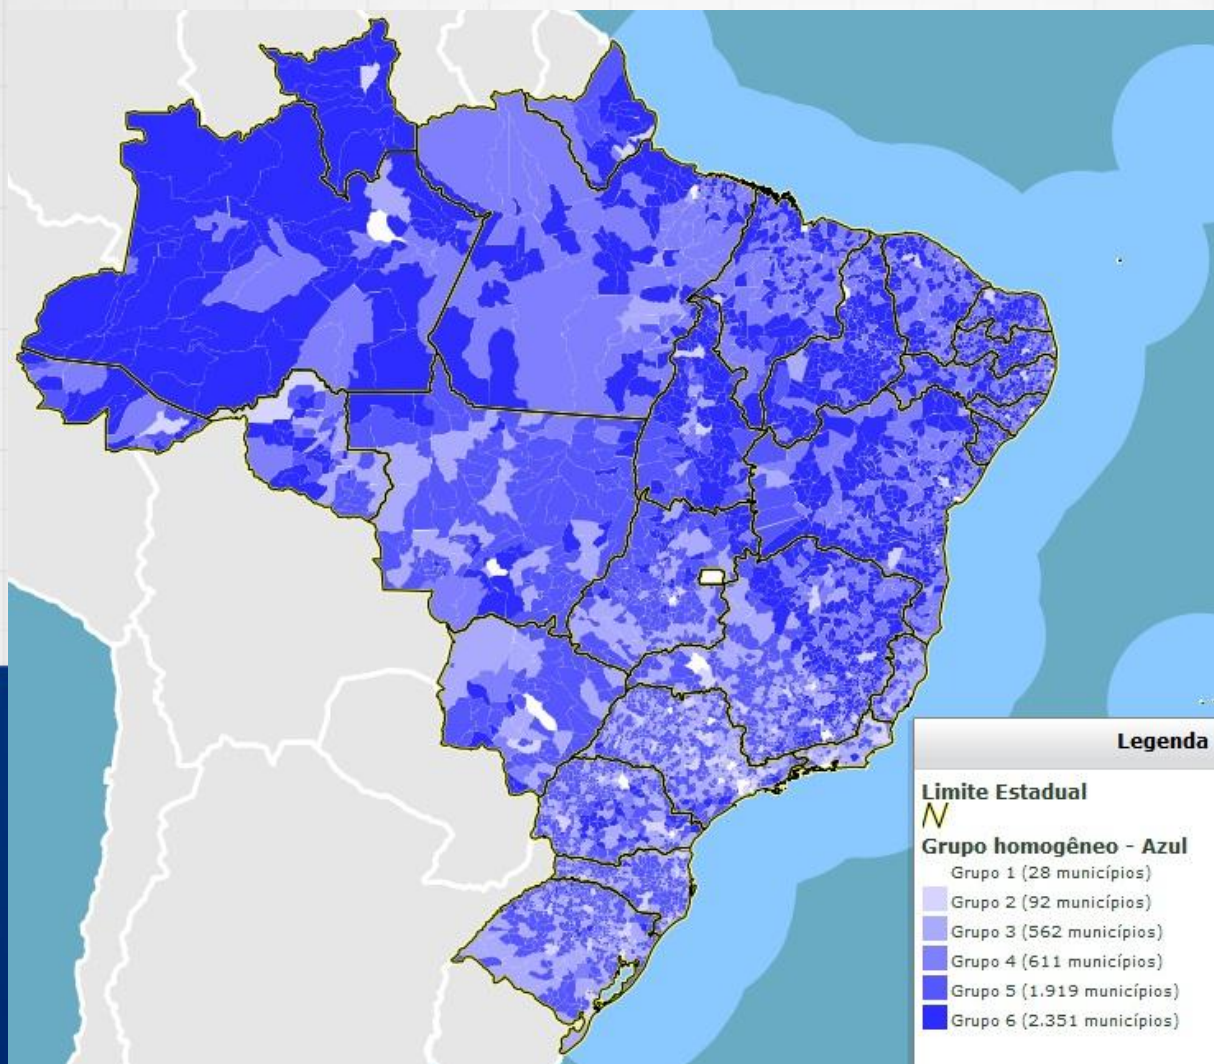 Legenda
Limite Estadual
Grupo homogêneo - Azul
Grupo 1 (28 municípios)
Grupo 2 (92 municípios)
Grupo 3 (562 municípios)
Grupo 4 (611 municípios)
Grupo 5 (1.919 municípios)
Grupo 6 (2.351 municípios)